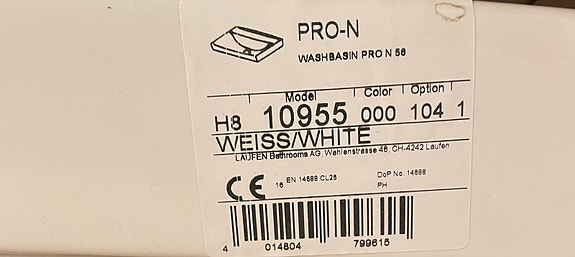 PRO-N
WASHBASIN PRO N 56
Model Color Option
H8 10955 000 104 1
WEISS/WHITE
LAUFEN Bathrooms AG, Wahlenstrasse 46, CH-4242 Laufen
CE 16 EN 14688 CL25 DoP No. 14688
PH
4 014804 799615